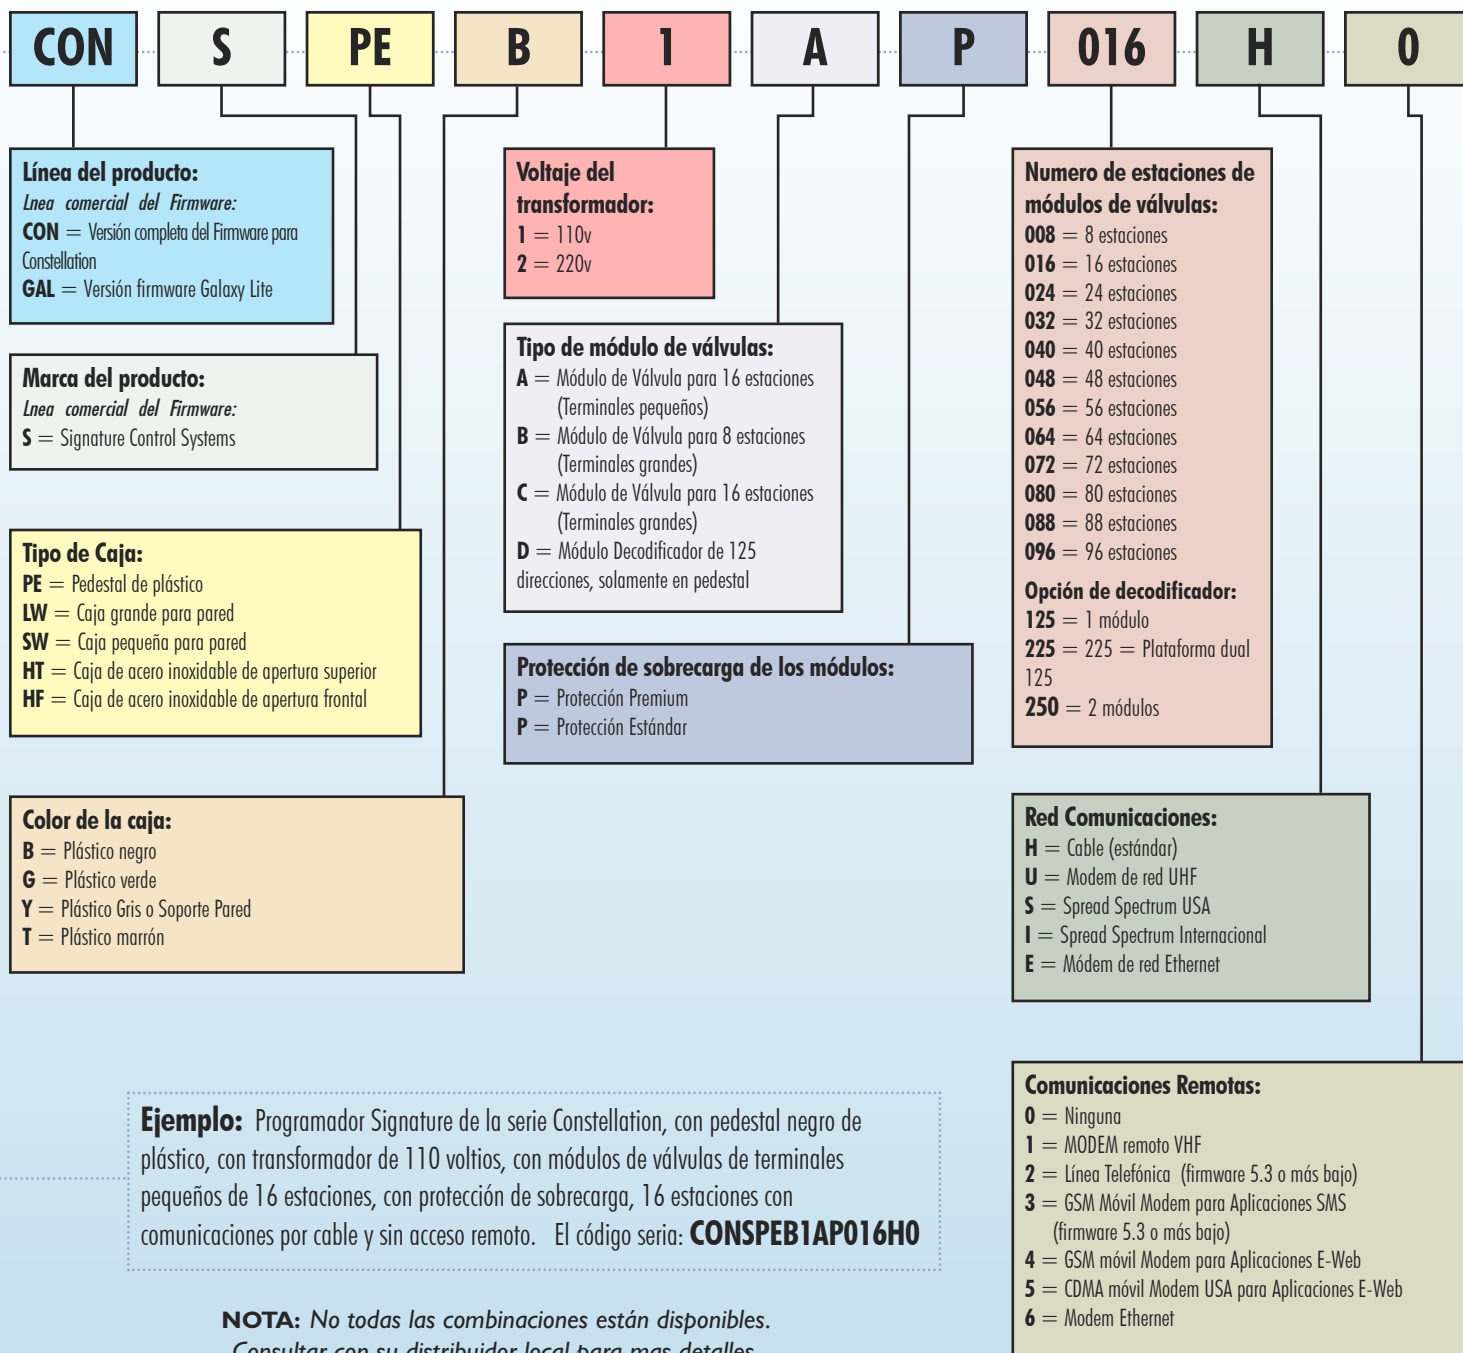 CON S PE B 1 A P 016 H 0
Línea del producto:
Lnea comercial del Firmware:
CON = Versión completa del Firmware para
Constellation
GAL = Versión firmware Galaxy Lite
Marca del producto:
Lnea comercial del Firmware:
S = Signature Control Systems
Tipo de Caja:
PE = Pedestal de plástico
LW = Caja grande para pared
SW = Caja pequeña para pared
HT = Caja de acero inoxidable de apertura superior
HF = Caja de acero inoxidable de apertura frontal
Color de la caja:
B = Plástico negro
G = Plástico verde
Y = Plástico Gris o Soporte Pared
T = Plástico marrón
Voltaje del
transformador:
1 = 110v
2 = 220v
Tipo de módulo de válvulas:
A = Módulo de Válvula para 16 estaciones
(Terminales pequeños)
B = Módulo de Válvula para 8 estaciones
(Terminales grandes)
C = Módulo de Válvula para 16 estaciones
(Terminales grandes)
D = Módulo Decodificador de 125
direcciones, solamente en pedestal
Protección de sobrecarga de los módulos:
P = Protección Premium
P = Protección Estándar
Numero de estaciones de
módulos de válvulas:
008 = 8 estaciones
016 = 16 estaciones
024 = 24 estaciones
032 = 32 estaciones
040 = 40 estaciones
048 = 48 estaciones
056 = 56 estaciones
064 = 64 estaciones
072 = 72 estaciones
080 = 80 estaciones
088 = 88 estaciones
096 = 96 estaciones
Opción de decodificador:
125 = 1 módulo
225 = 225 = Plataforma dual
125
250 = 2 módulos
Red Comunicaciones:
H = Cable (estándar)
U = Modem de red UHF
S = Spread Spectrum USA
I = Spread Spectrum Internacional
E = Módem de red Ethernet
Comunicaciones Remotas:
0 = Ninguna
1 = MODEM remoto VHF
2 = Línea Telefónica (firmware 5.3 o más bajo)
3 = GSM Móvil Modem para Aplicaciones SMS
(firmware 5.3 o más bajo)
4 = GSM móvil Modem para Aplicaciones E-Web
5 = CDMA móvil Modem USA para Aplicaciones E-Web
6 = Modem Ethernet
Ejemplo: Programador Signature de la serie Constellation, con pedestal negro de
plástico, con transformador de 110 voltios, con módulos de válvulas de terminales
pequeños de 16 estaciones, con protección de sobrecarga, 16 estaciones con
comunicaciones por cable y sin acceso remoto. El código seria: CONSPEB1AP016H0
NOTA: No todas las combinaciones están disponibles.
Consultar con su distribuidor local para mas detalles